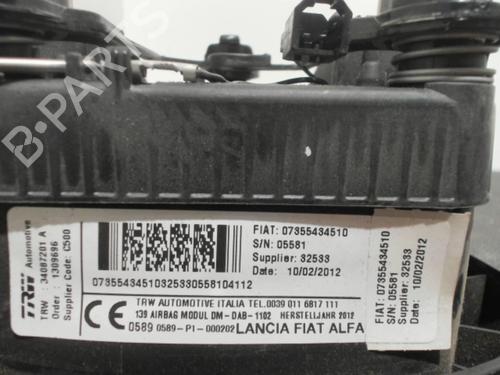 B-PARTS
TRW Automotive
TRW : 34087201 A
Order : 1309696
Supplier Code: C500
07355434510325330558104112
FIAT: 07355434510
S/N: 05581
Supplier: 32533
Date: 10/02/2012
TRW AUTOMOTIVE ITALIA TEL.0039 011 6817 111
139 AIRBAG MODUL DM-DAB-1102 HERSTELLJAHR 2012
CE 0589 0589-P1-000202 LANCIA FIAT ALFA
FIAT: 07355434510
S/N: 05581
Supplier: 32533
Date: 10/02/2012